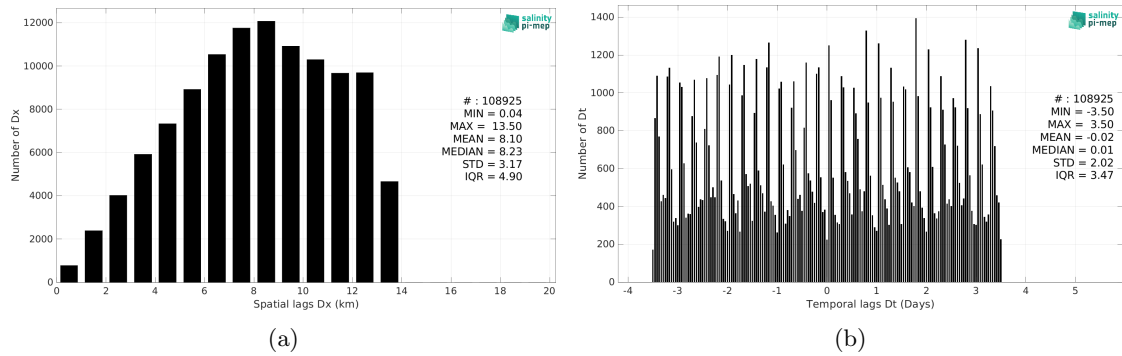 12000
10000
8000
6000
4000
2000
0
Number of Dx
0 2 4 6 8 10 12 14 16 18 20
Spatial lags Dx (km)
salinity
pi-mep
# : 108925
MIN = 0.04
MAX = 13.50
MEAN = 8.10
MEDIAN = 8.23
STD = 3.17
IQR = 4.90
(a)
1400
1200
1000
800
600
400
200
0
Number of Dt
-4 -3 -2 -1 0 1 2 3 4 5
Temporal lags Dt (Days)
salinity
pi-mep
# : 108925
MIN = -3.50
MAX = 3.50
MEAN = -0.02
MEDIAN = 0.01
STD = 2.02
IQR = 3.47
(b)